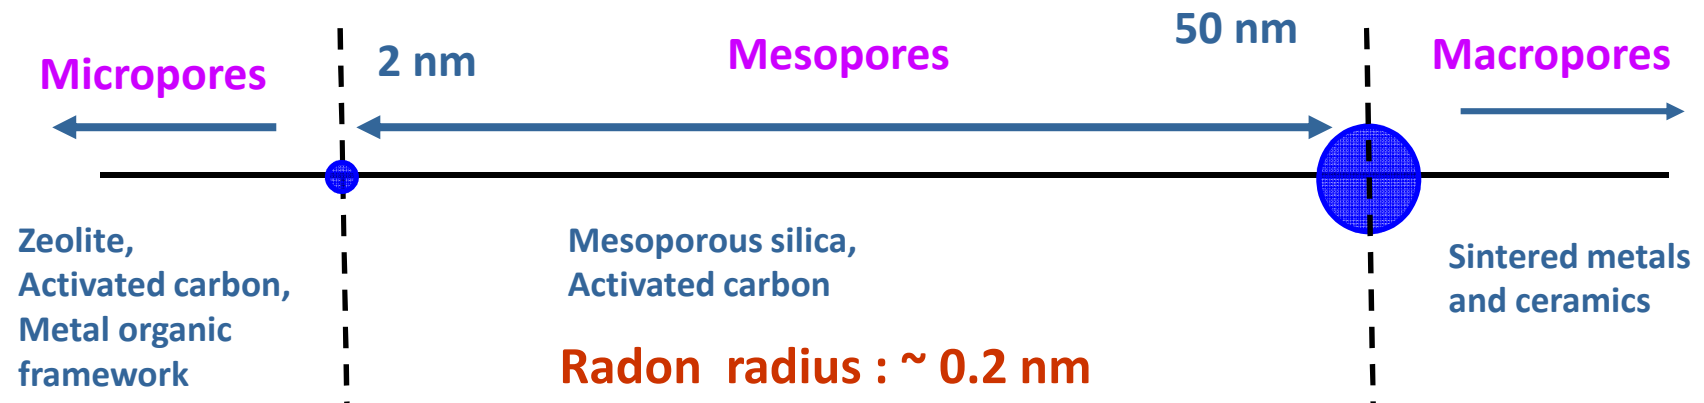 Micropores
2 nm
Mesopores
50 nm
Macropores
Zeolite,
Activated carbon,
Metal organic
framework
Mesoporous silica,
Activated carbon
Sintered metals
and ceramics
Radon radius : ~ 0.2 nm